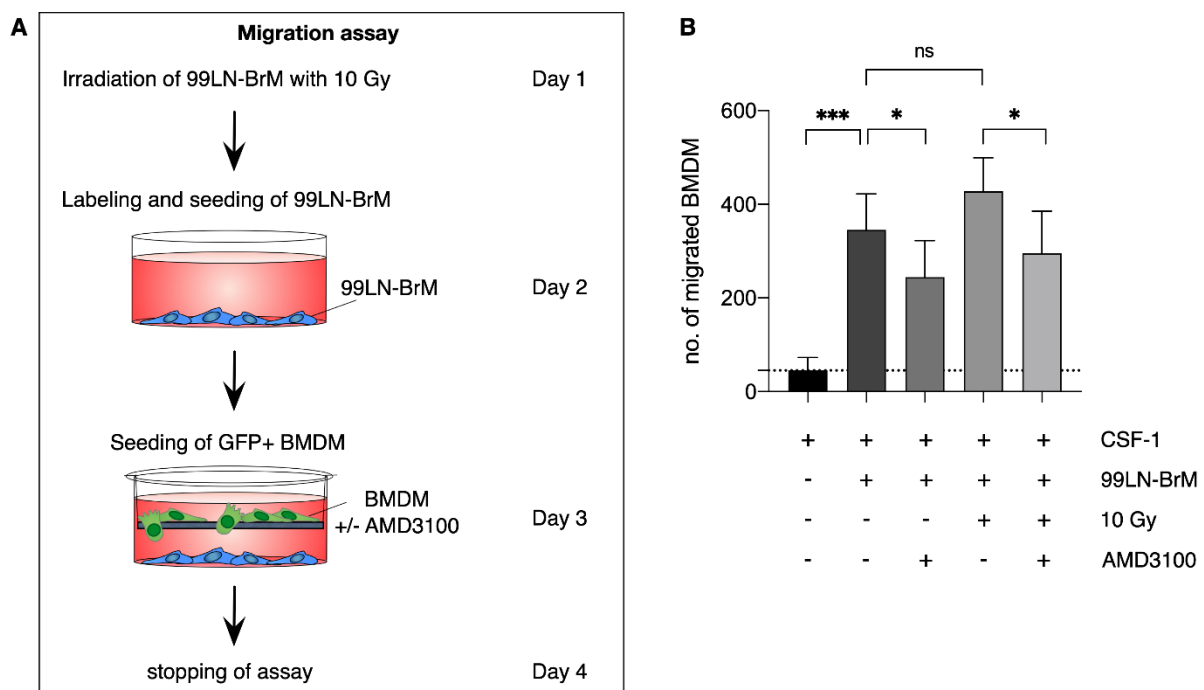 A
Migration assay
Irradiation of 99LN-BrM with 10 Gy
Day 1
Labeling and seeding of 99LN-BrM
99LN-BrM
Day 2
Seeding of GFP+ BMDM
BMDM
+/- AMD3100
Day 3
stopping of assay
Day 4
B
ns
*** * *
600
400
200
0
no. of migrated BMDM
+ + + + + CSF-1
- + + + + 99LN-BrM
- - - + + 10 Gy
- - + - + AMD3100